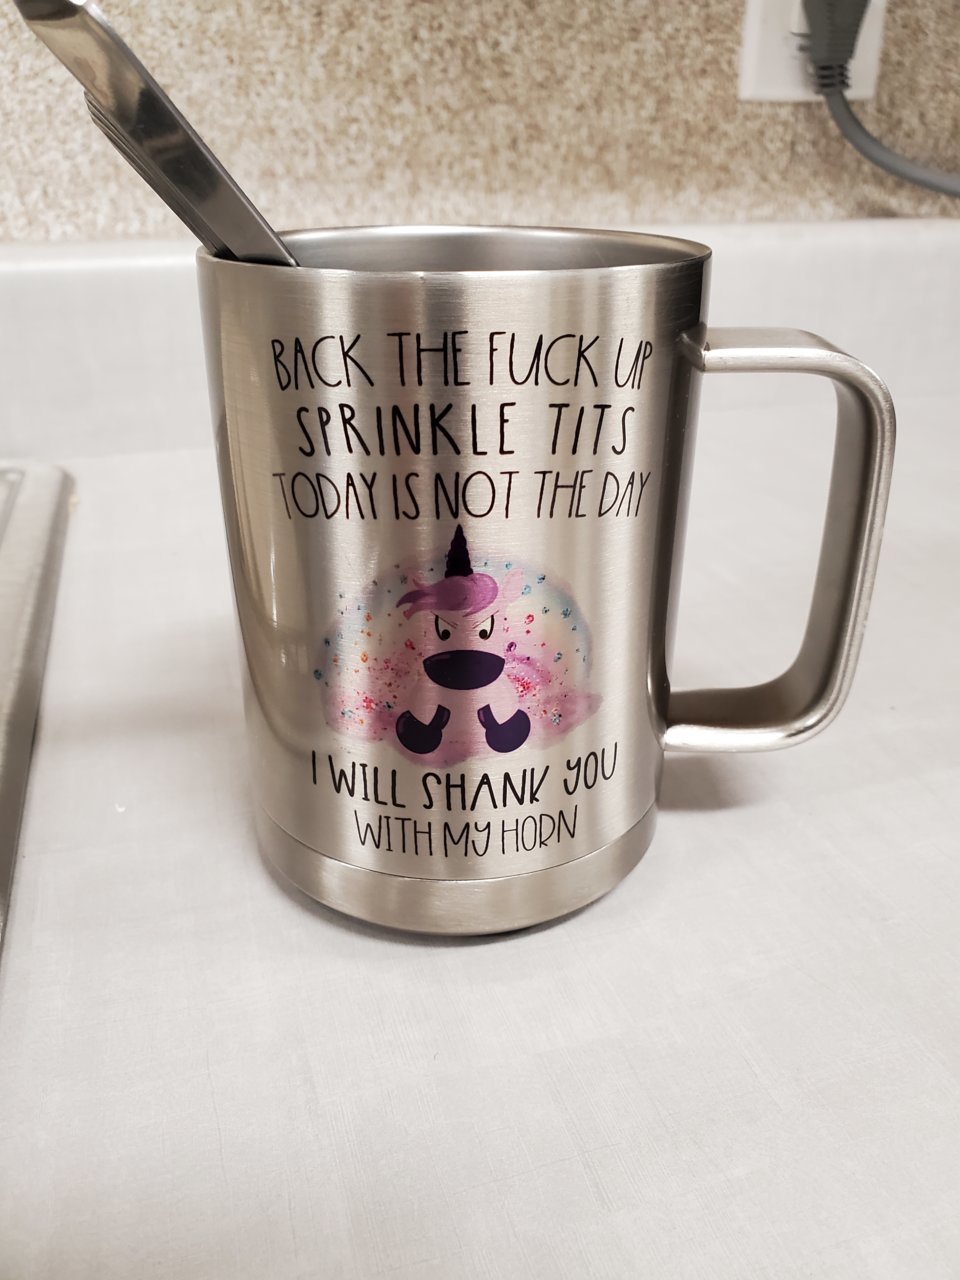 BACK THE FUCK UP
SPRINKLE TITS
TODAY IS NOT THE DAY
I WILL SHANK YOU
WITH MY HORN